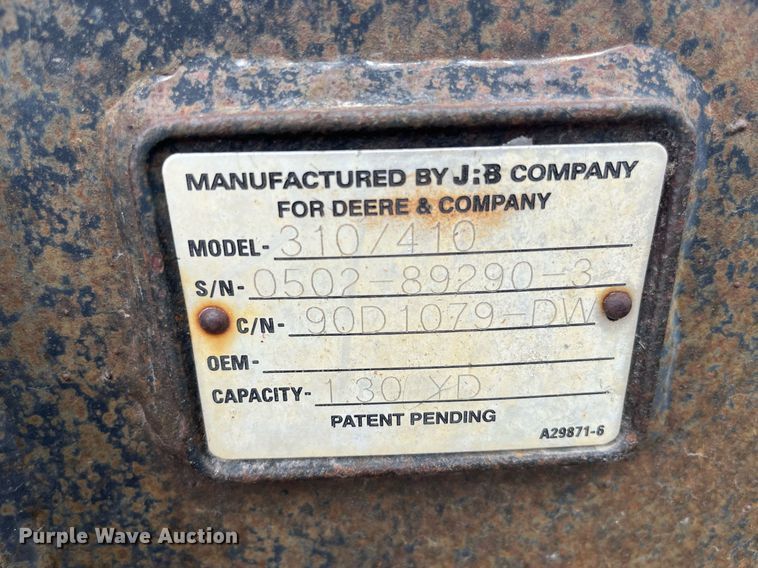 MANUFACTURED BY J:B COMPANY
FOR DEERE & COMPANY
MODEL- 310/410
S/N- 0502-89290-3
C/N- 90D1079-DW
OEM-
CAPACITY- 1.30 YD
PATENT PENDING
A29871-6
Purple Wave Auction